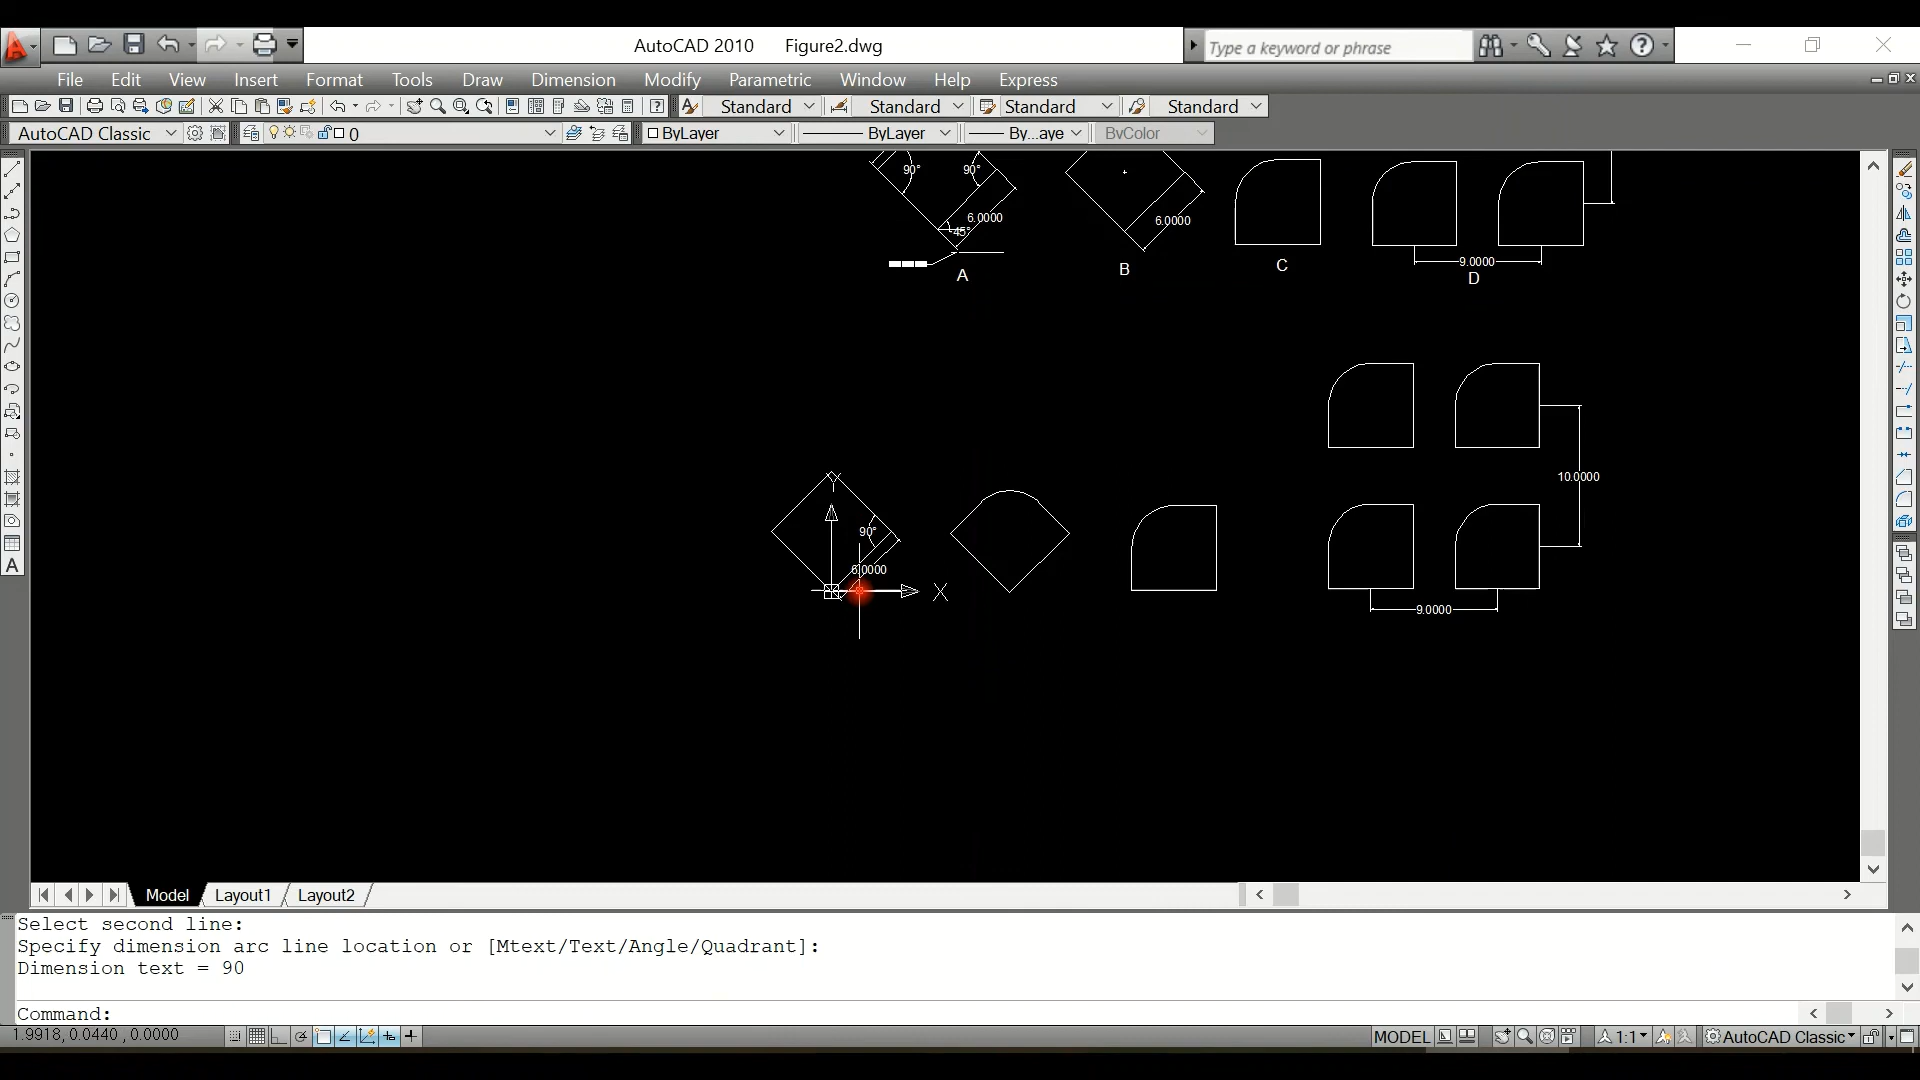 AutoCAD 2010 Figure2.dwg
Type a keyword or phrase
File Edit View Insert Format Tools Draw Dimension Modify Parametric Window Help Express
Standard Standard Standard Standard
AutoCAD Classic 0 ByLayer ByLayer By...aye ByColor
90° 90°
6.0000 6.0000
45°
9.0000
A B C D
10.0000
Y
90°
6.0000
X
9.0000
Model Layout1 Layout2
Select second line:
Specify dimension arc line location or [Mtext/Text/Angle/Quadrant]:
Dimension text = 90
Command:
1.9918, 0.0440 , 0.0000 MODEL 1:1 AutoCAD Classic